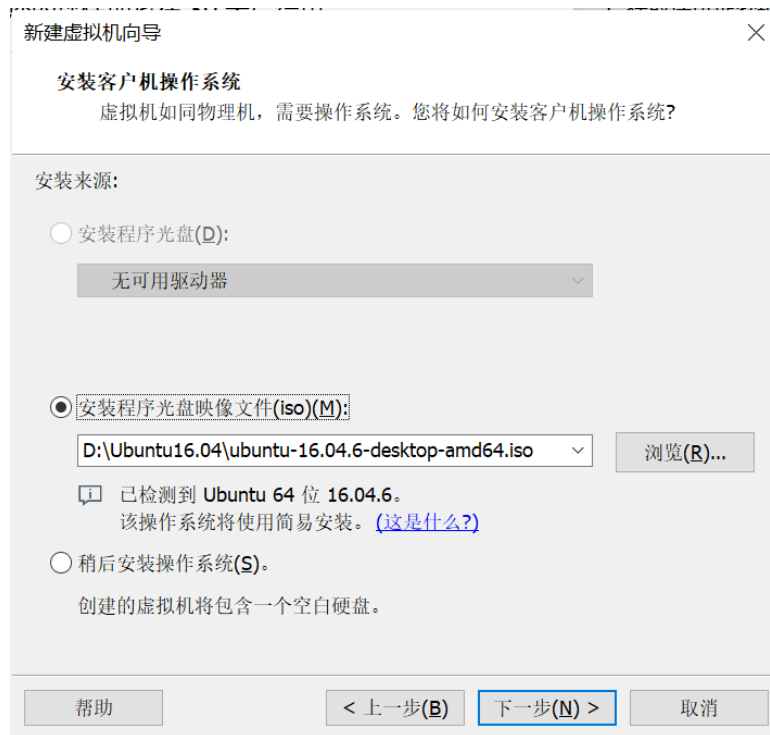 新建虚拟机向导
安装客户机操作系统
虚拟机如同物理机，需要操作系统。您将如何安装客户机操作系统?
安装来源:
安装程序光盘(D):
无可用驱动器
安装程序光盘映像文件(iso)(M):
D:\Ubuntu16.04\ubuntu-16.04.6-desktop-amd64.iso
浏览(R)...
已检测到 Ubuntu 64 位 16.04.6。
该操作系统将使用简易安装。(这是什么?)
稍后安装操作系统(S)。
创建的虚拟机将包含一个空白硬盘。
帮助
< 上一步(B)
下一步(N) >
取消